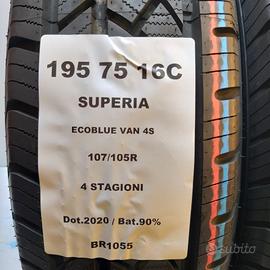 195 75 16C
SUPERIA
ECOBLUE VAN 4S
107/105R
4 STAGIONI
Dot.2020 / Bat.90%
BR1055
subito